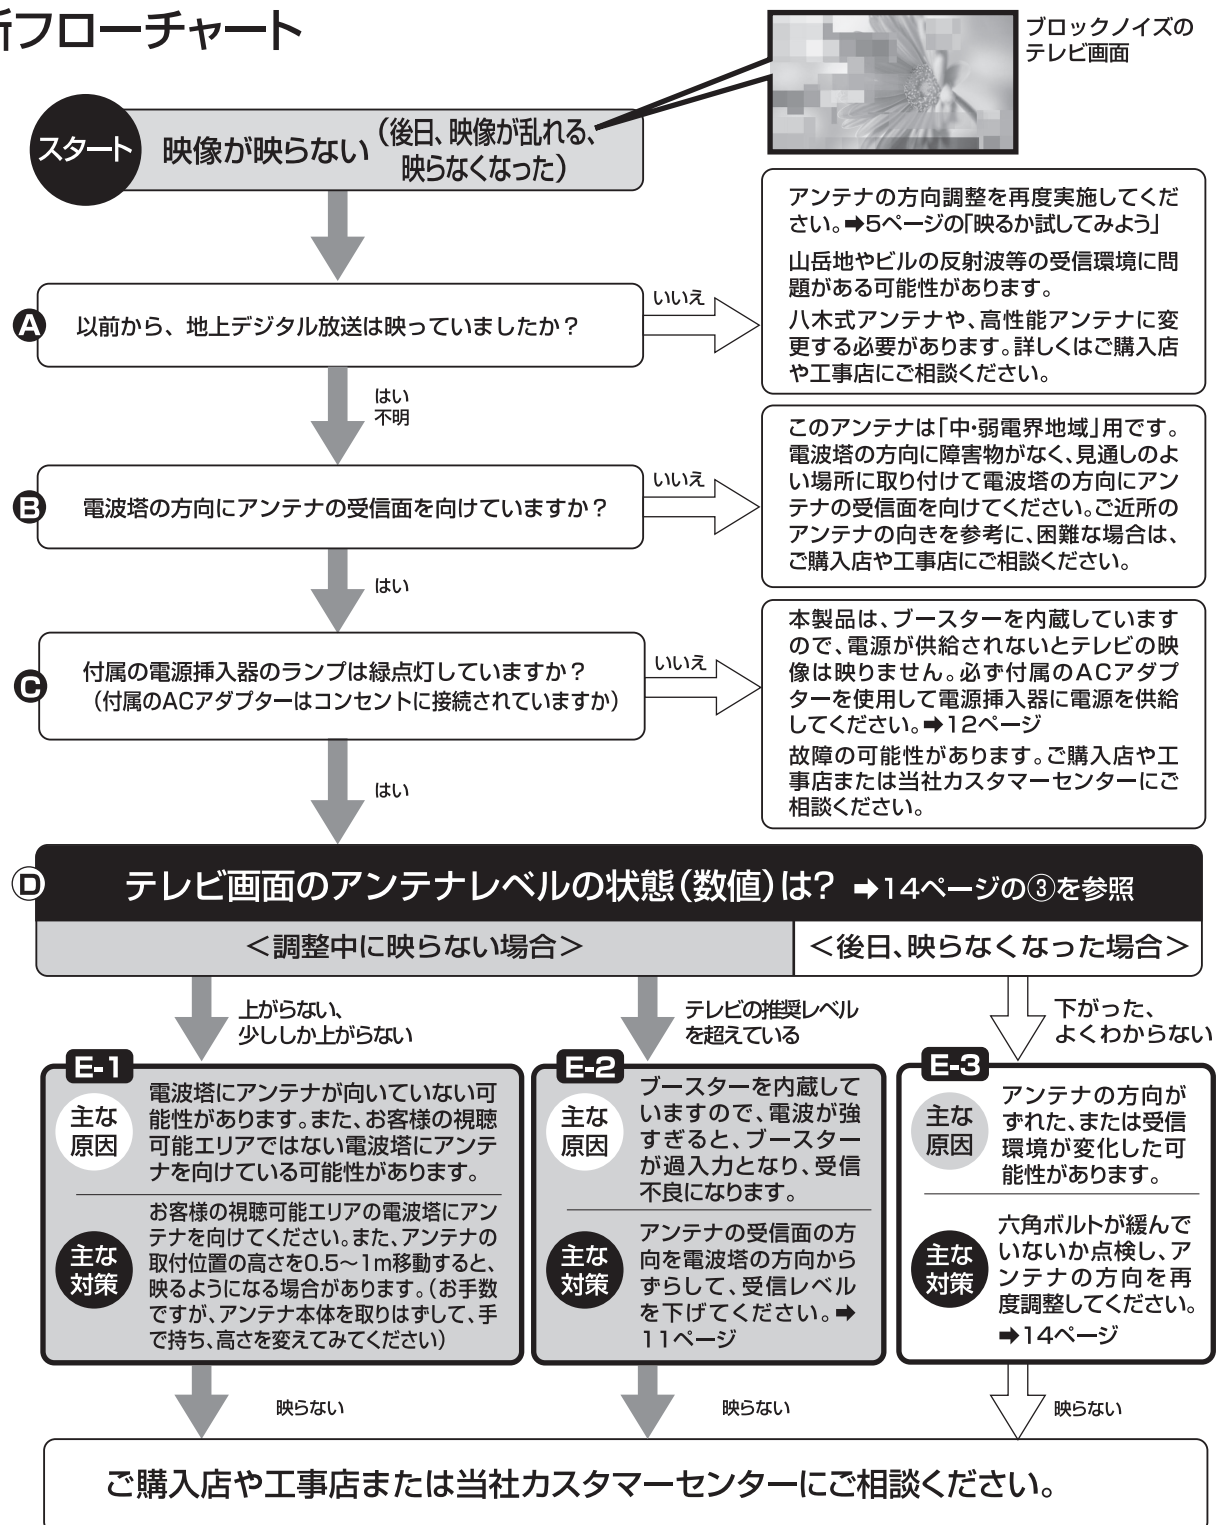 フローチャート
ブロックノイズの
テレビ画面
スタート
映像が映らない(後日、映像が乱れる、
映らなくなった)
アンテナの方向調整を再度実施してくだ
さい。➡5ページの「映るか試してみよう」
山岳地やビルの反射波等の受信環境に問
題がある可能性があります。
八木式アンテナや、高性能アンテナに変
更する必要があります。詳しくはご購入店
や工事店にご相談ください。
A
以前から、地上デジタル放送は映っていましたか?
いいえ
はい
不明
このアンテナは「中・弱電界地域」用です。
電波塔の方向に障害物がなく、見通しのよ
い場所に取り付けて電波塔の方向にアン
テナの受信面を向けてください。ご近所の
アンテナの向きを参考に、困難な場合は、
ご購入店や工事店にご相談ください。
B
電波塔の方向にアンテナの受信面を向けていますか?
いいえ
はい
本製品は、ブースターを内蔵しています
ので、電源が供給されないとテレビの映
像は映りません。必ず付属のACアダプ
ターを使用して電源挿入器に電源を供給
してください。➡12ページ
故障の可能性があります。ご購入店や工
事店または当社カスタマーセンターにご
相談ください。
C
付属の電源挿入器のランプは緑点灯していますか?
(付属のACアダプターはコンセントに接続されていますか)
いいえ
はい
D
テレビ画面のアンテナレベルの状態(数値)は? ➡14ページの③を参照
<調整中に映らない場合>
<後日、映らなくなった場合>
上がらない、
少ししか上がらない
テレビの推奨レベル
を超えている
下がった、
よくわからない
E-1
主な
原因
電波塔にアンテナが向いていない可
能性があります。また、お客様の視聴
可能エリアではない電波塔にアンテ
ナを向けている可能性があります。
主な
対策
お客様の視聴可能エリアの電波塔にアン
テナを向けてください。また、アンテナの
取付位置の高さを0.5〜1m移動すると、
映るようになる場合があります。(お手数
ですが、アンテナ本体を取りはずして、手
で持ち、高さを変えてみてください)
E-2
主な
原因
ブースターを内蔵して
いますので、電波が強
すぎると、ブースター
が過入力となり、受信
不良になります。
主な
対策
アンテナの受信面の方
向を電波塔の方向から
ずらして、受信レベル
を下げてください。➡
11ページ
E-3
主な
原因
アンテナの方向が
ずれた、または受信
環境が変化した可
能性があります。
主な
対策
六角ボルトが緩んで
いないか点検し、ア
ンテナの方向を再
度調整してください。
➡14ページ
映らない
映らない
映らない
ご購入店や工事店または当社カスタマーセンターにご相談ください。